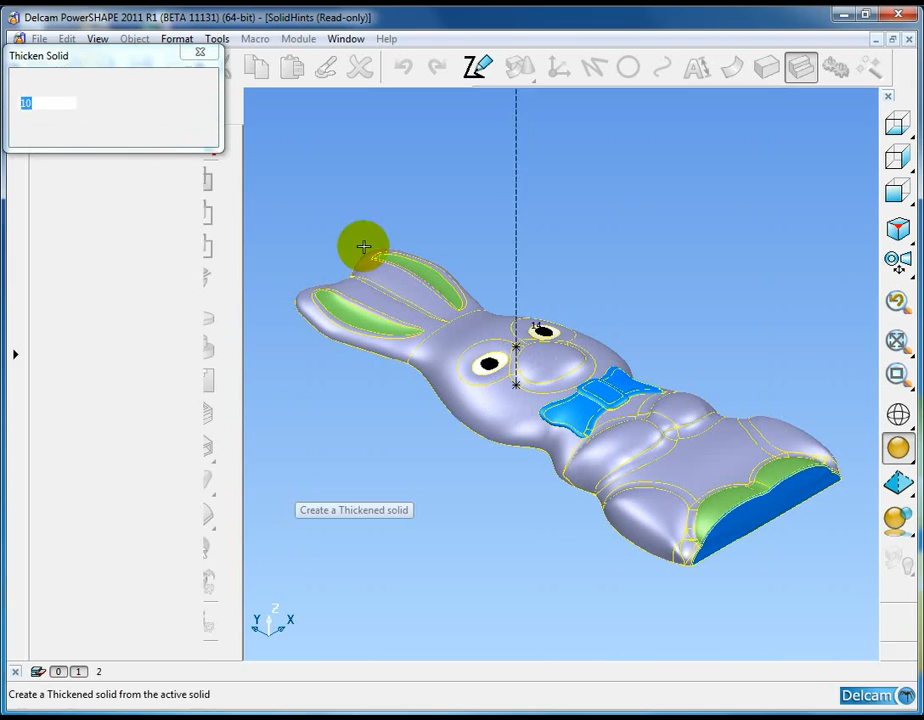 Delcam PowerSHAPE 2011 R1 (BETA 11131) (64-bit) - [SolidHints (Read-only)]
File Edit View Object Format Tools Macro Module Window Help
Thicken Solid
10
14
Create a Thickened solid
Z
Y X
0 1 2
Create a Thickened solid from the active solid
Delcam